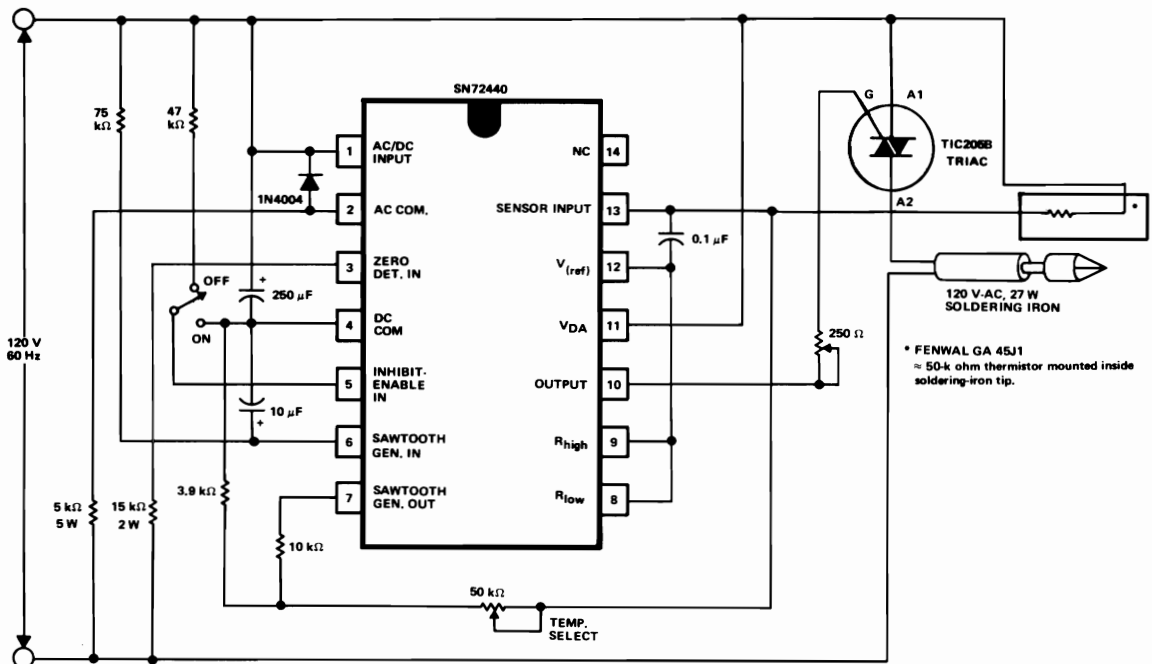 SN72440
75
kΩ
47
kΩ
1
AC/DC
INPUT
NC
14
G
A1
TIC205B
TRIAC
A2
1N4004
2
AC COM.
SENSOR INPUT
13
0.1 µF
*
3
ZERO
DET. IN
V(ref)
12
OFF
+
250 µF
120 V-AC, 27 W
SOLDERING IRON
4
DC
COM
VDA
11
250 Ω
ON
120 V
60 Hz
* FENWAL GA 45J1
≈ 50-k ohm thermistor mounted inside
soldering-iron tip.
5
INHIBIT-
ENABLE
IN
OUTPUT
10
10 µF
+
6
SAWTOOTH
GEN. IN
Rhigh
9
3.9 kΩ
7
SAWTOOTH
GEN. OUT
Rlow
8
5 kΩ
5 W
15 kΩ
2 W
10 kΩ
50 kΩ
TEMP.
SELECT